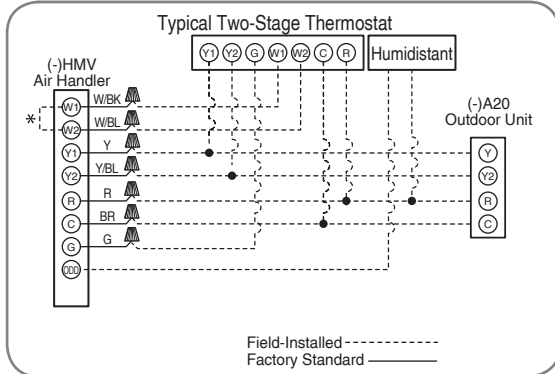 Typical Two-Stage Thermostat
Y1 Y2 G W1 W2 C R
Humidistant
(-)HMV
Air Handler
(-)A20
Outdoor Unit
W1 W/BK
*
W2 W/BL
Y1 Y Y
Y2 Y/BL Y2
R R R
C BR C
G G
ODD
Field-Installed
Factory Standard